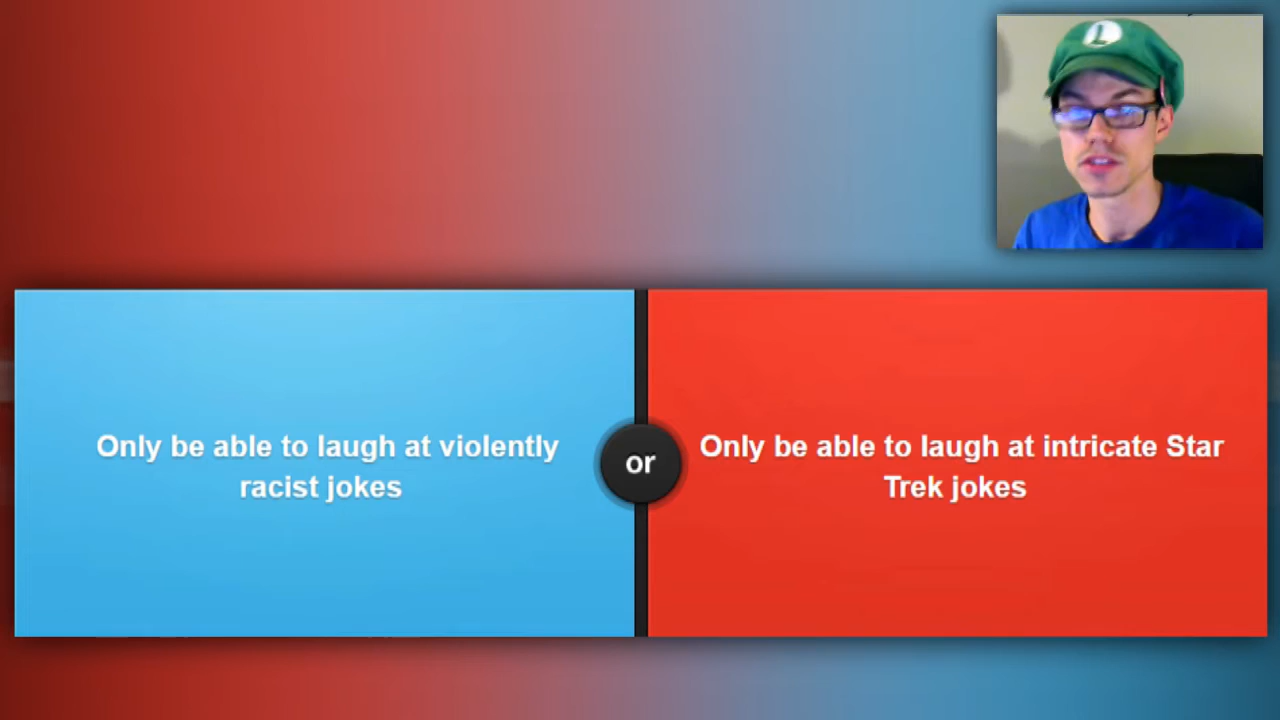 L
Only be able to laugh at violently
racist jokes
or
Only be able to laugh at intricate Star
Trek jokes